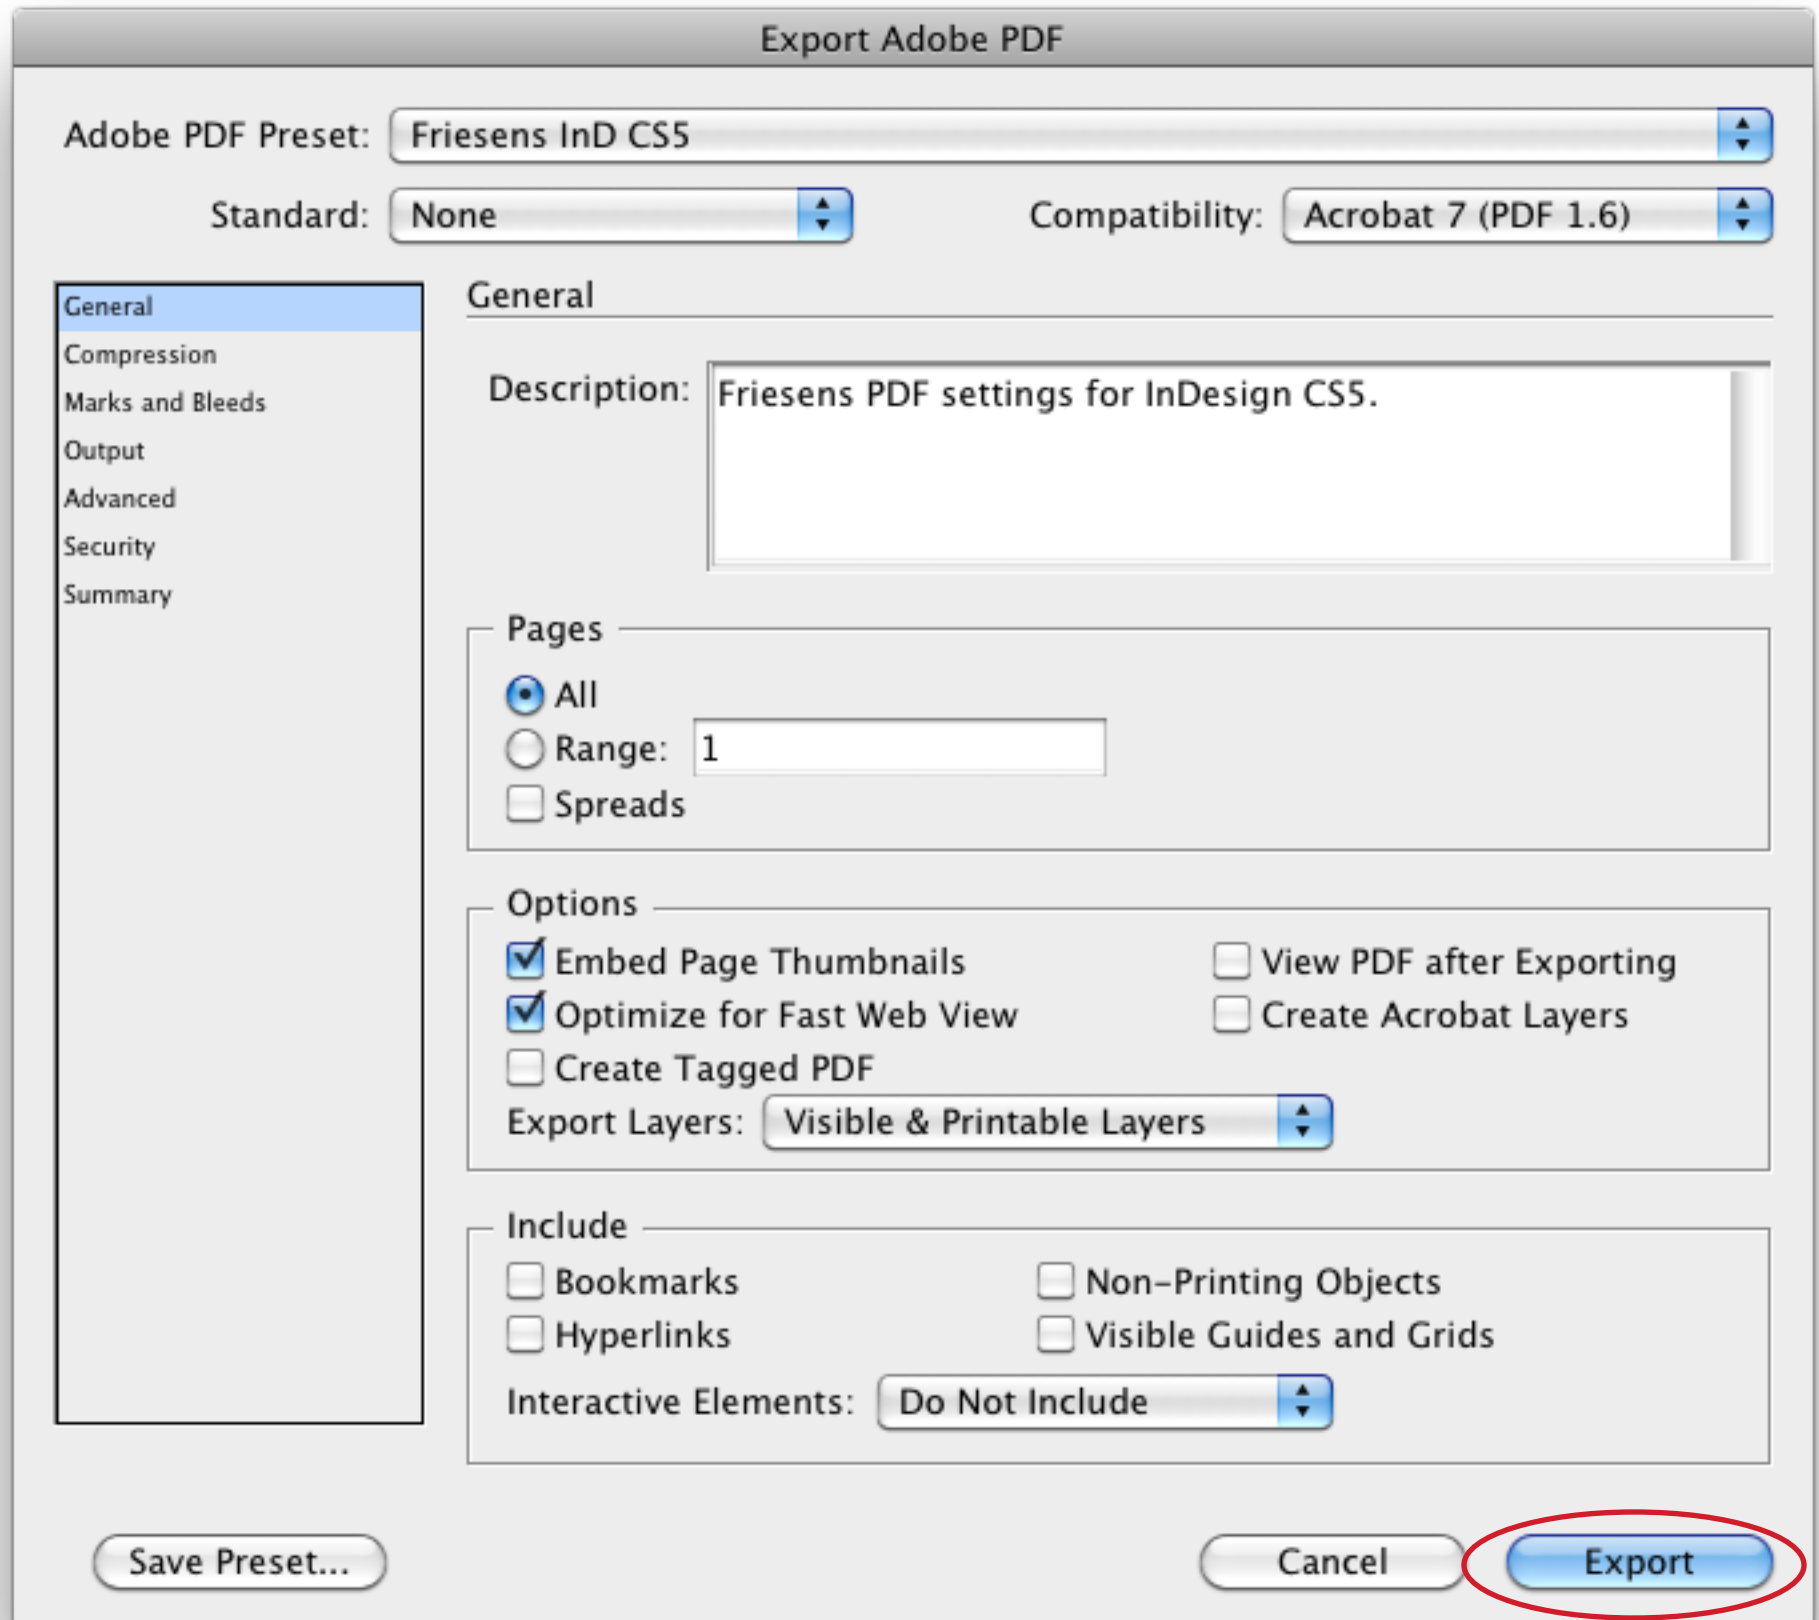 Export Adobe PDF
Adobe PDF Preset: Friesens InD CS5
Standard: None Compatibility: Acrobat 7 (PDF 1.6)
General
Compression
Marks and Bleeds
Output
Advanced
Security
Summary
General
Description: Friesens PDF settings for InDesign CS5.
Pages
All
Range: 1
Spreads
Options
Embed Page Thumbnails View PDF after Exporting
Optimize for Fast Web View Create Acrobat Layers
Create Tagged PDF
Export Layers: Visible & Printable Layers
Include
Bookmarks Non-Printing Objects
Hyperlinks Visible Guides and Grids
Interactive Elements: Do Not Include
Save Preset... Cancel Export